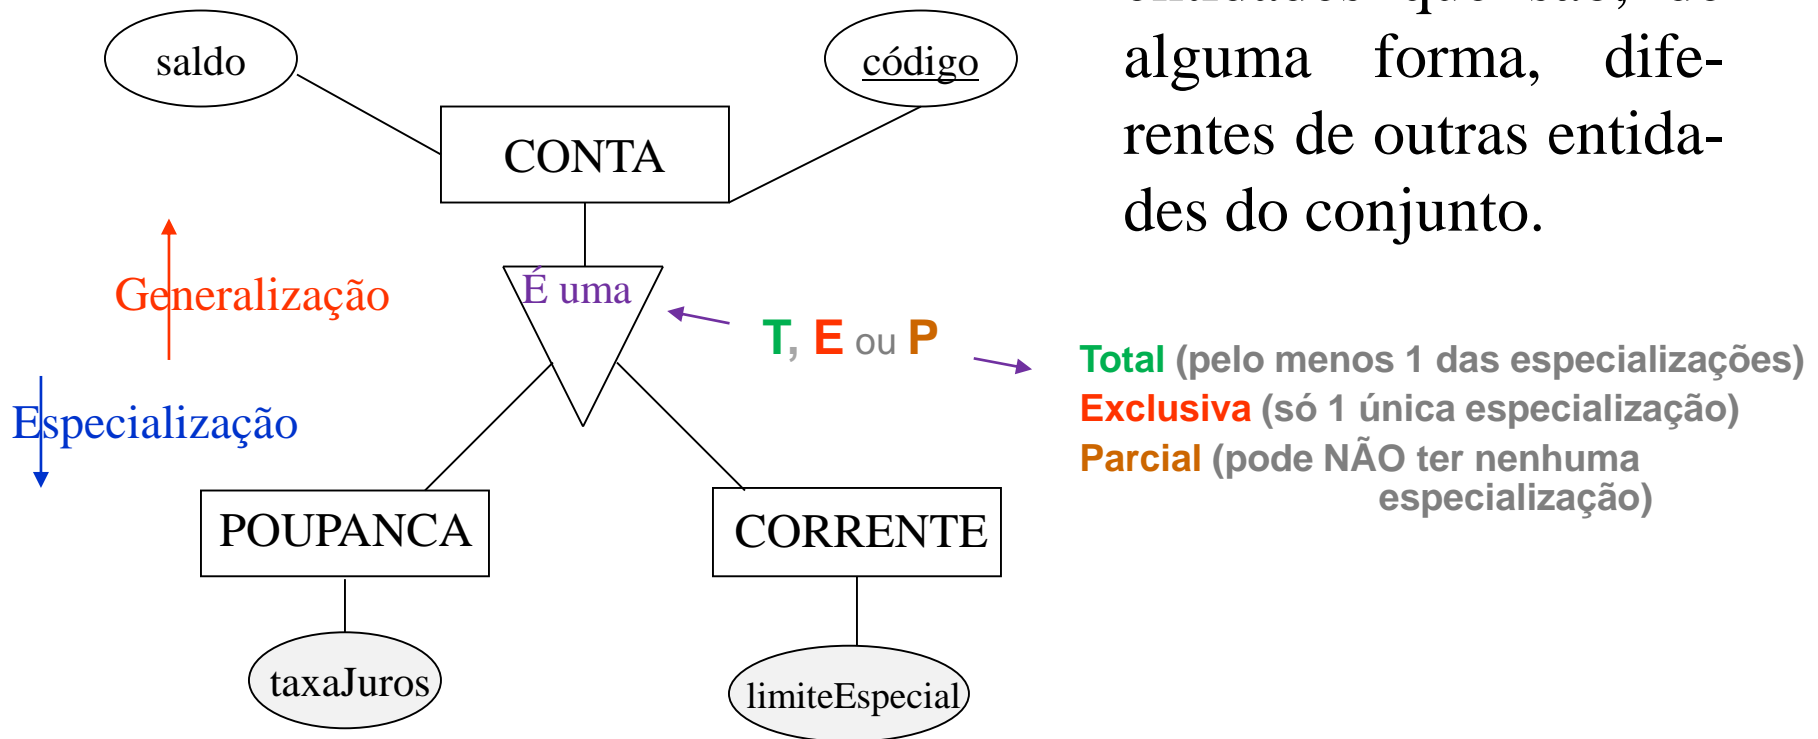 saldo
código
alguma forma, dife-
rentes de outras entida-
des do conjunto.
CONTA
Generalização
É uma
T, E ou P
Total (pelo menos 1 das especializações)
Exclusiva (só 1 única especialização)
Parcial (pode NÃO ter nenhuma
especialização)
Especialização
POUPANCA
CORRENTE
taxaJuros
limiteEspecial